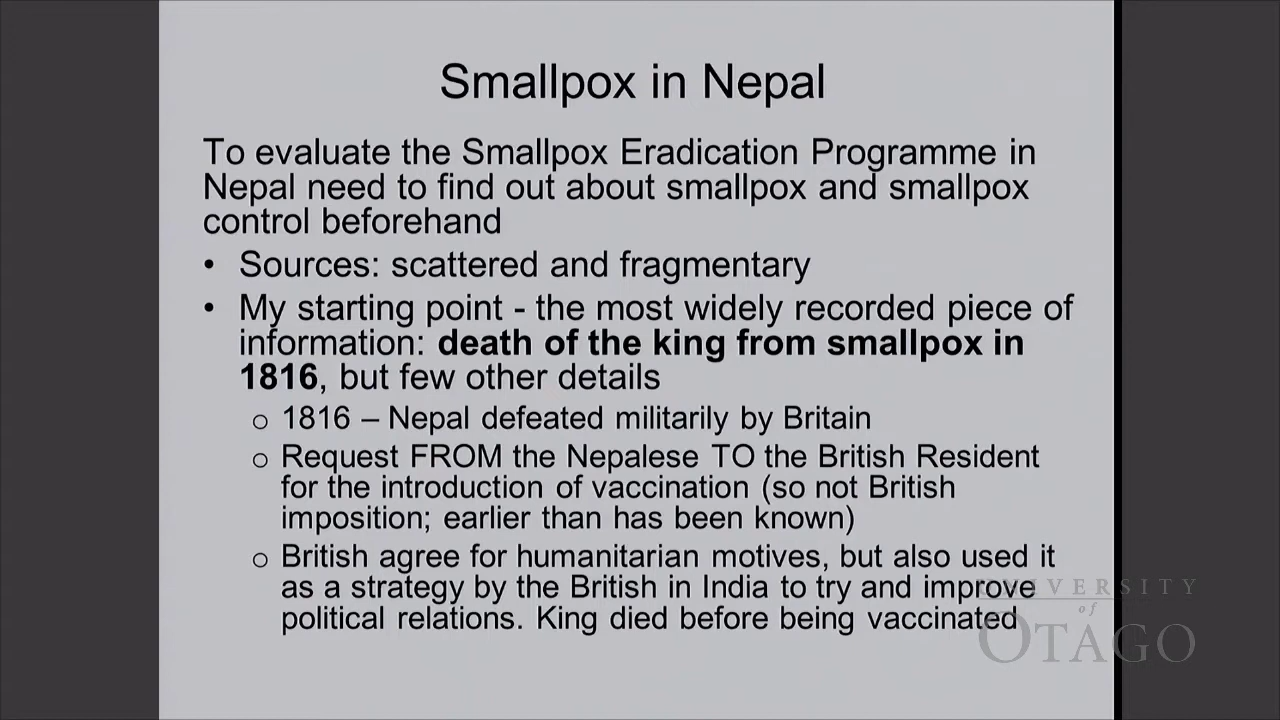 Smallpox in Nepal
To evaluate the Smallpox Eradication Programme in
Nepal need to find out about smallpox and smallpox
control beforehand
• Sources: scattered and fragmentary
• My starting point - the most widely recorded piece of
information: death of the king from smallpox in
1816, but few other details
o 1816 – Nepal defeated militarily by Britain
o Request FROM the Nepalese TO the British Resident
for the introduction of vaccination (so not British
imposition; earlier than has been known)
o British agree for humanitarian motives, but also used it
as a strategy by the British in India to try and improve
political relations. King died before being vaccinated
UNIVERSITY
of
OTAGO